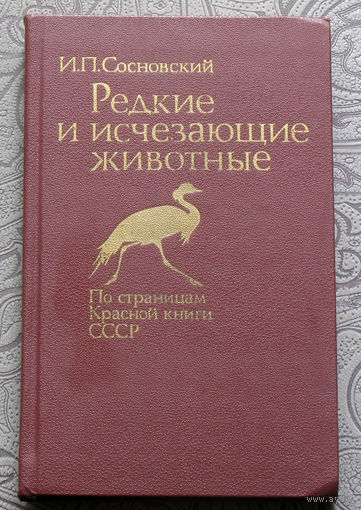 И.П.Сосновский
Редкие
и исчезающие
животные
По страницам
Красной книги
СССР